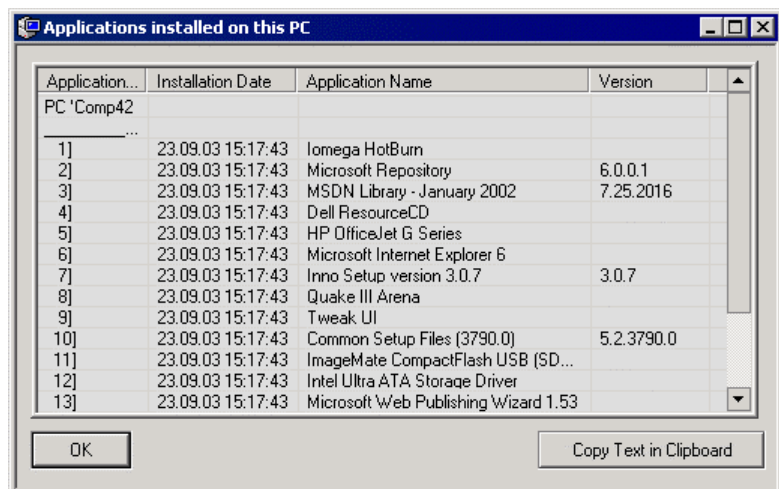 Applications installed on this PC
Application... Installation Date Application Name Version
PC 'Comp42
________...
1] 23.09.03 15:17:43 Iomega HotBurn
2] 23.09.03 15:17:43 Microsoft Repository 6.0.0.1
3] 23.09.03 15:17:43 MSDN Library - January 2002 7.25.2016
4] 23.09.03 15:17:43 Dell ResourceCD
5] 23.09.03 15:17:43 HP OfficeJet G Series
6] 23.09.03 15:17:43 Microsoft Internet Explorer 6
7] 23.09.03 15:17:43 Inno Setup version 3.0.7 3.0.7
8] 23.09.03 15:17:43 Quake III Arena
9] 23.09.03 15:17:43 Tweak UI
10] 23.09.03 15:17:43 Common Setup Files (3790.0) 5.2.3790.0
11] 23.09.03 15:17:43 ImageMate CompactFlash USB (SD...
12] 23.09.03 15:17:43 Intel Ultra ATA Storage Driver
13] 23.09.03 15:17:43 Microsoft Web Publishing Wizard 1.53
OK Copy Text in Clipboard